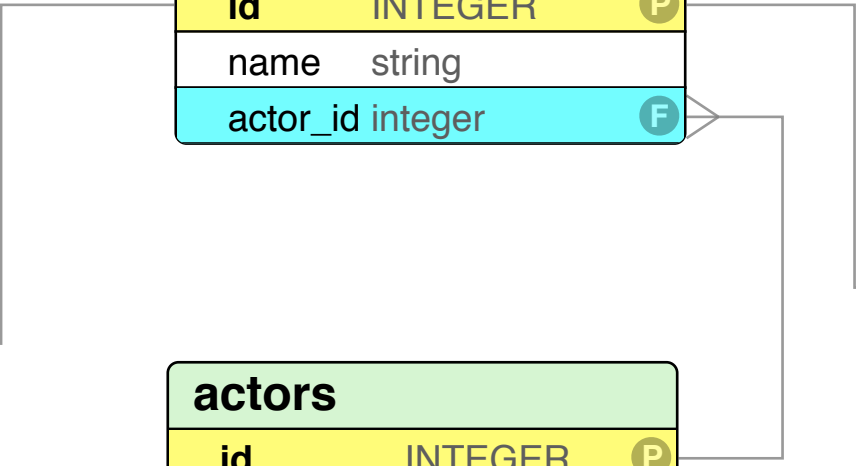 id INTEGER P
name string
actor_id integer F
actors
id INTEGER P